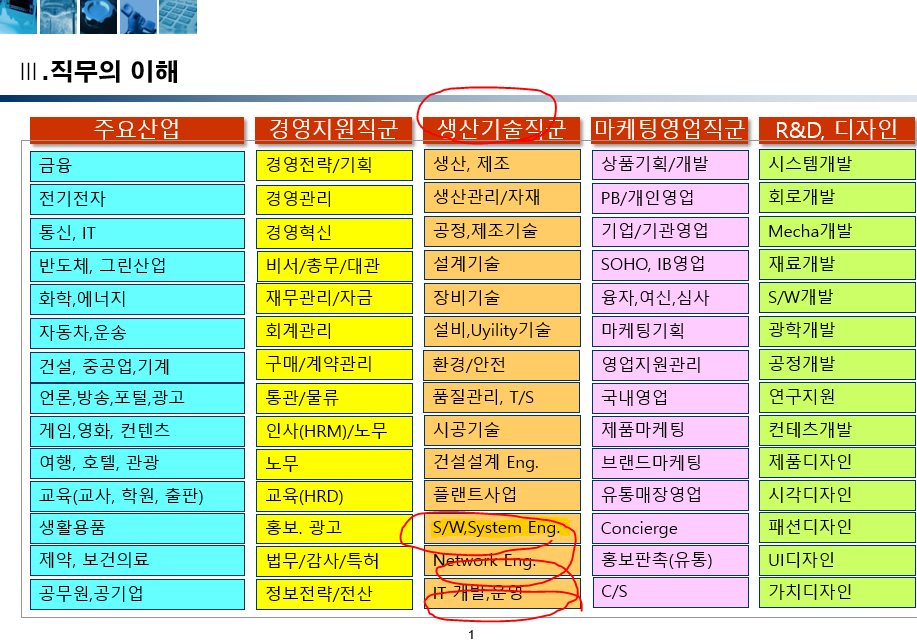 Ⅲ.직무의 이해
주요산업 경영지원직군 생산기술직군 마케팅영업직군 R&D, 디자인
금융 경영전략/기획 생산, 제조 상품기획/개발 시스템개발
전기전자 경영관리 생산관리/자재 PB/개인영업 회로개발
통신, IT 경영혁신 공정,제조기술 기업/기관영업 Mecha개발
반도체, 그린산업 비서/총무/대관 설계기술 SOHO, IB영업 재료개발
화학,에너지 재무관리/자금 장비기술 융자,여신,심사 S/W개발
자동차,운송 회계관리 설비,Uyility기술 마케팅기획 광학개발
건설, 중공업,기계 구매/계약관리 환경/안전 영업지원관리 공정개발
언론,방송,포털,광고 통관/물류 품질관리, T/S 국내영업 연구지원
게임,영화, 컨텐츠 인사(HRM)/노무 시공기술 제품마케팅 컨테츠개발
여행, 호텔, 관광 노무 건설설계 Eng. 브랜드마케팅 제품디자인
교육(교사, 학원, 출판) 교육(HRD) 플랜트사업 유통매장영업 시각디자인
생활용품 홍보. 광고 S/W,System Eng. Concierge 패션디자인
제약, 보건의료 법무/감사/특허 Network Eng. 홍보판촉(유통) UI디자인
공무원,공기업 정보전략/전산 IT 개발,운영 C/S 가치디자인
1